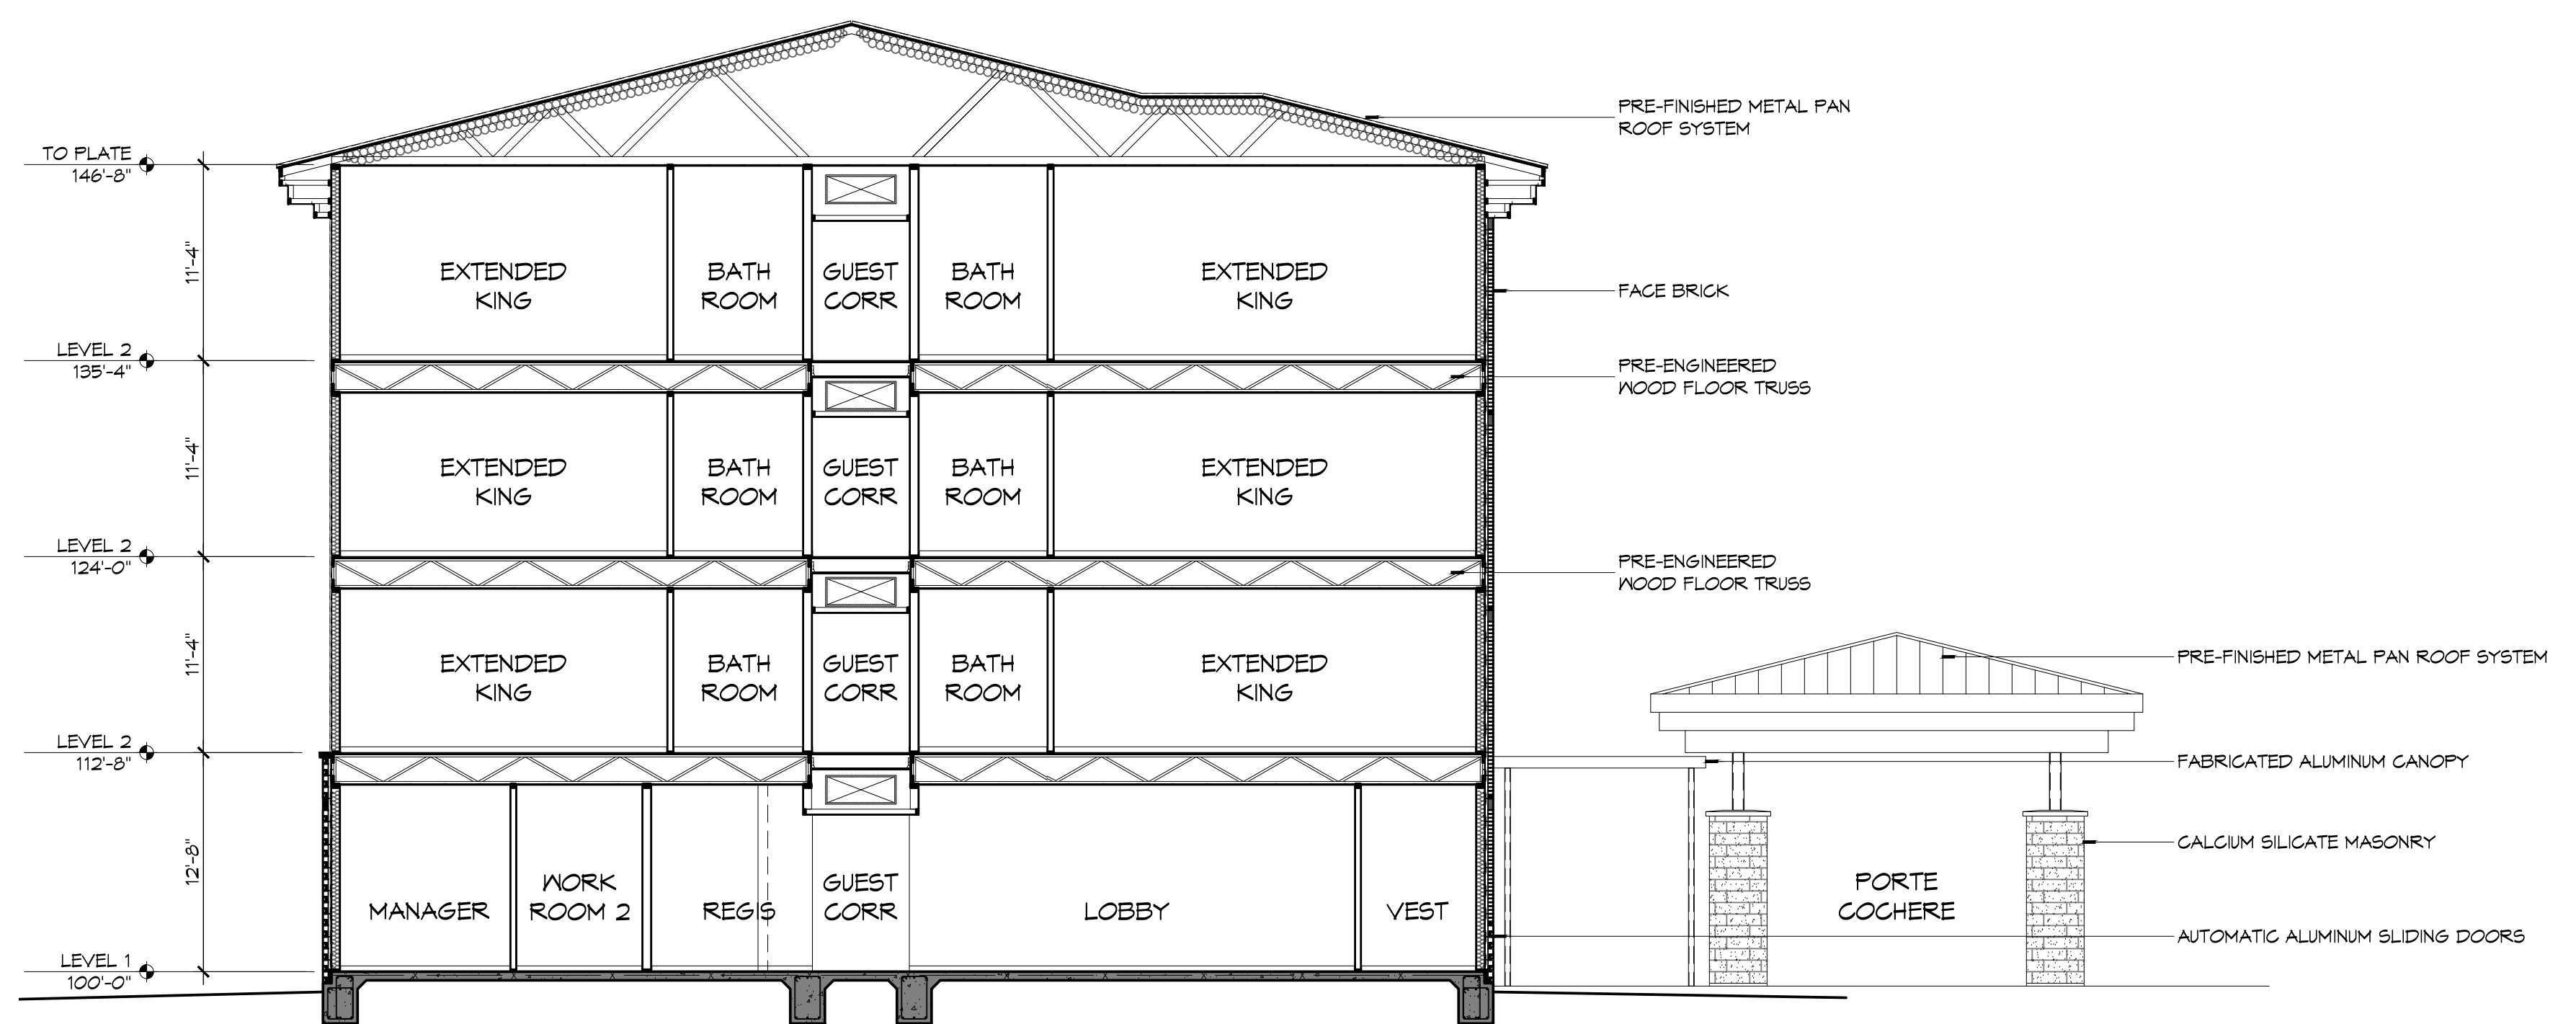 PRE-FINISHED METAL PAN
ROOF SYSTEM
TO PLATE
146'-8"
11'-4"
EXTENDED
KING
BATH
ROOM
GUEST
CORR
BATH
ROOM
EXTENDED
KING
FACE BRICK
LEVEL 2
135'-4"
PRE-ENGINEERED
WOOD FLOOR TRUSS
11'-4"
EXTENDED
KING
BATH
ROOM
GUEST
CORR
BATH
ROOM
EXTENDED
KING
LEVEL 2
124'-0"
PRE-ENGINEERED
WOOD FLOOR TRUSS
11'-4"
EXTENDED
KING
BATH
ROOM
GUEST
CORR
BATH
ROOM
EXTENDED
KING
PRE-FINISHED METAL PAN ROOF SYSTEM
LEVEL 2
112'-8"
FABRICATED ALUMINUM CANOPY
CALCIUM SILICATE MASONRY
12'-8"
MANAGER
WORK
ROOM 2
REGIS
GUEST
CORR
LOBBY
VEST
PORTE
COCHERE
AUTOMATIC ALUMINUM SLIDING DOORS
LEVEL 1
100'-0"